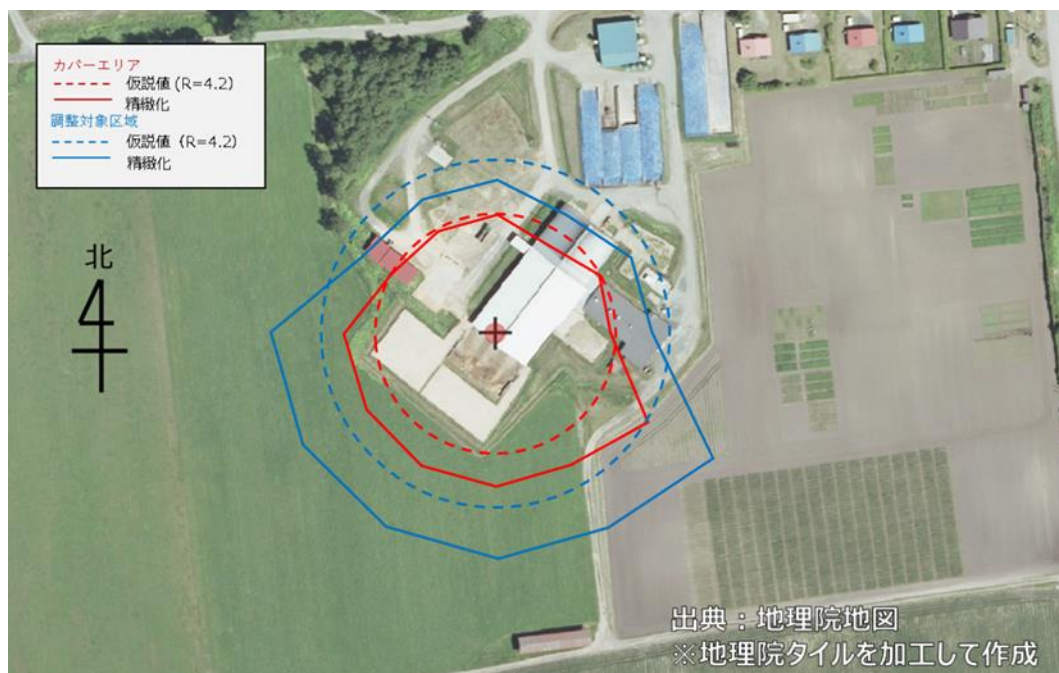 カバーエリア
仮説値 (R=4.2)
精緻化
調整対象区域
仮説値 (R=4.2)
精緻化
北
出典：地理院地図
※地理院タイルを加工して作成